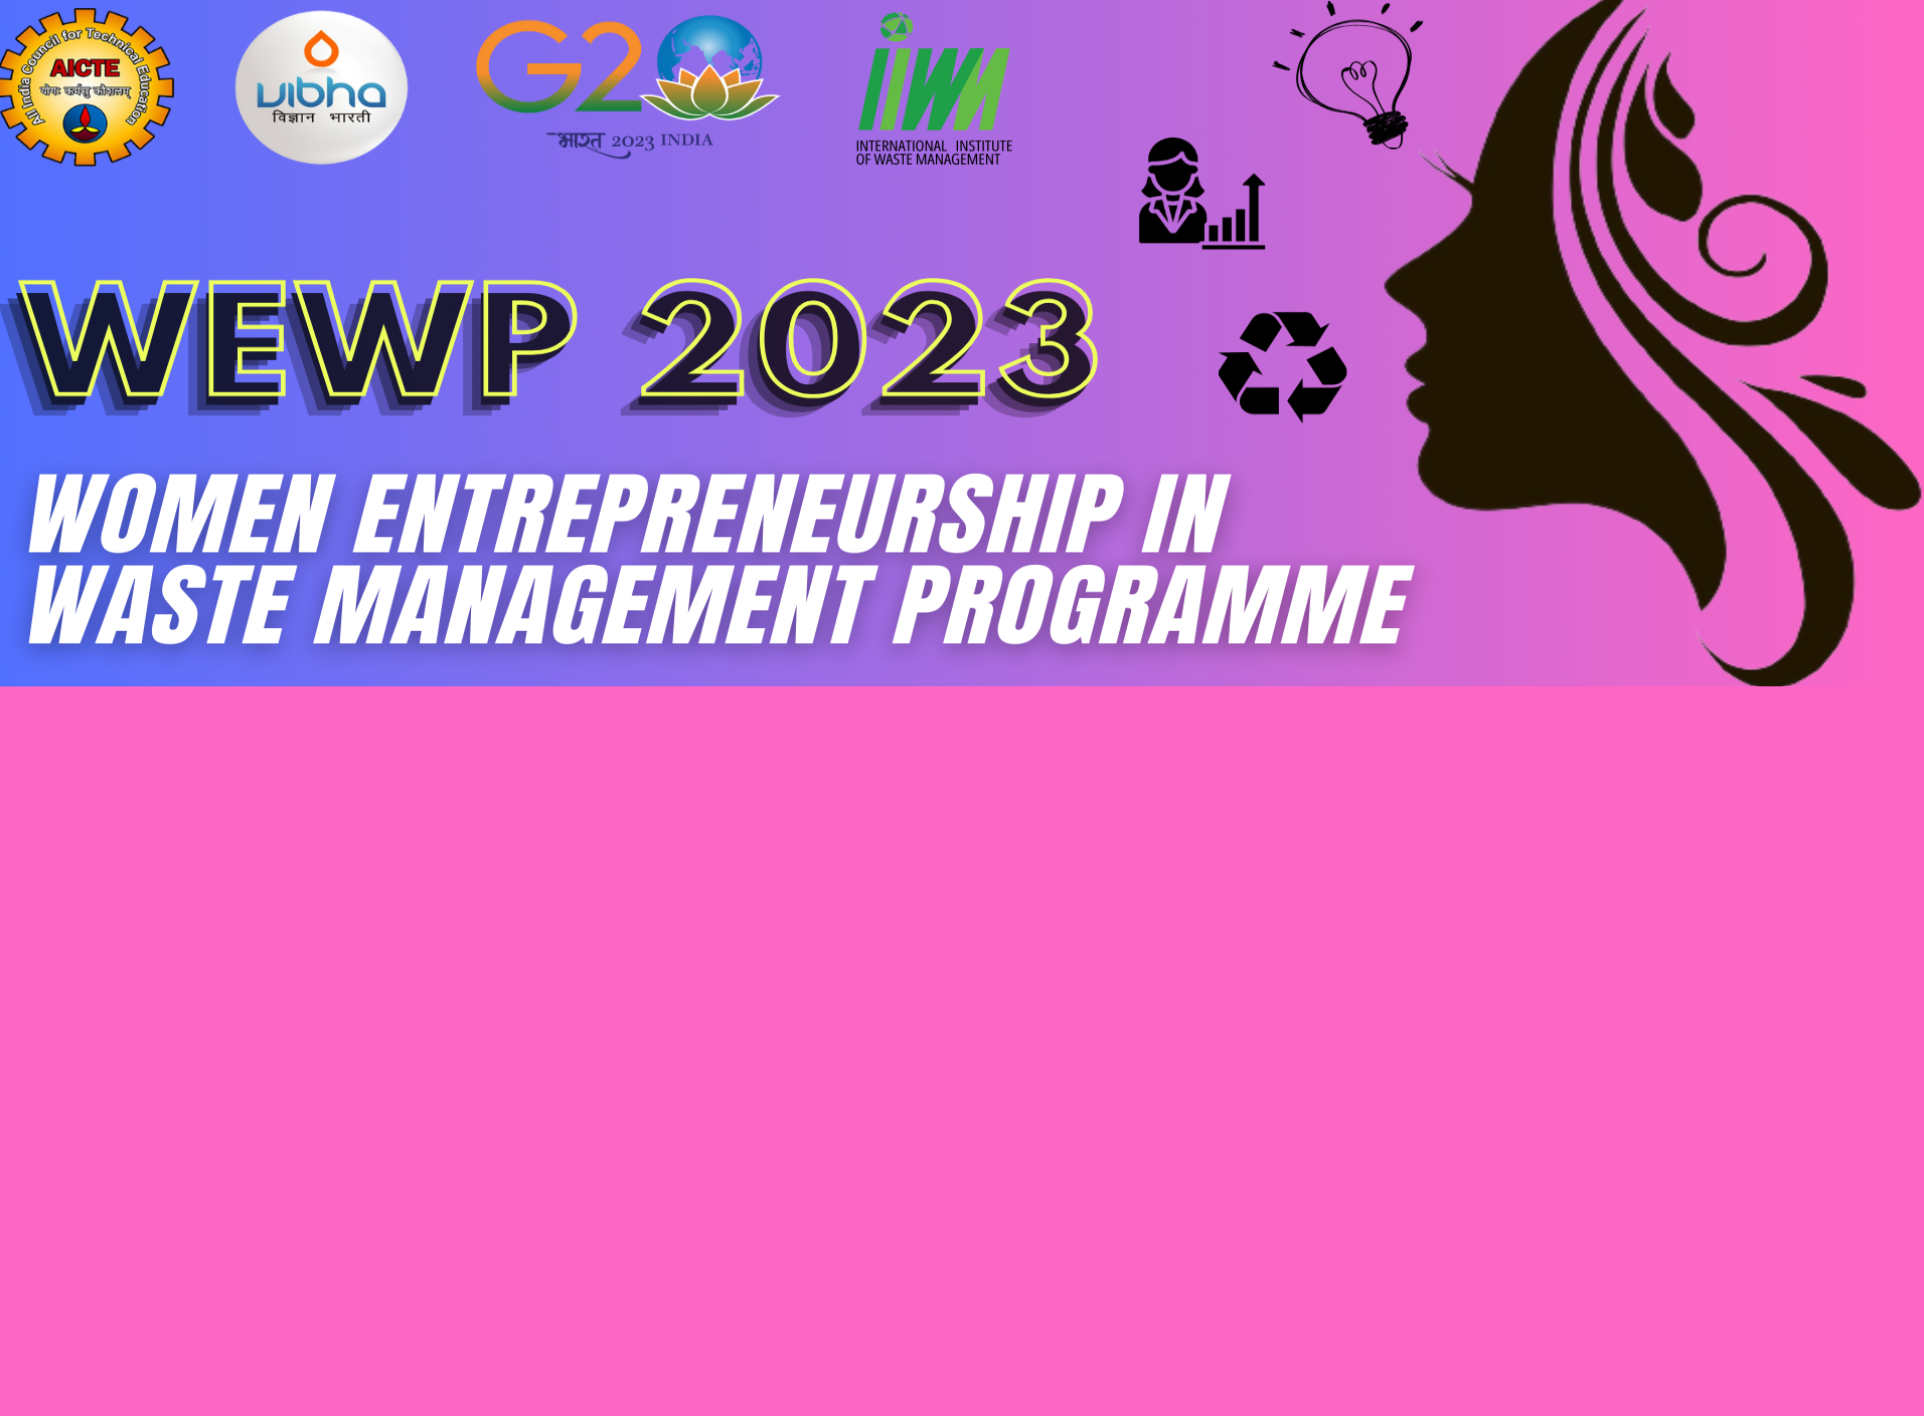 All India Council for Technical Education
AICTE
योगः कर्मसु कौशलम्
vibha
विज्ञान भारती
G20
भारत 2023 INDIA
iiWM
INTERNATIONAL INSTITUTE
OF WASTE MANAGEMENT
WEWP 2023
WOMEN ENTREPRENEURSHIP IN
WASTE MANAGEMENT PROGRAMME